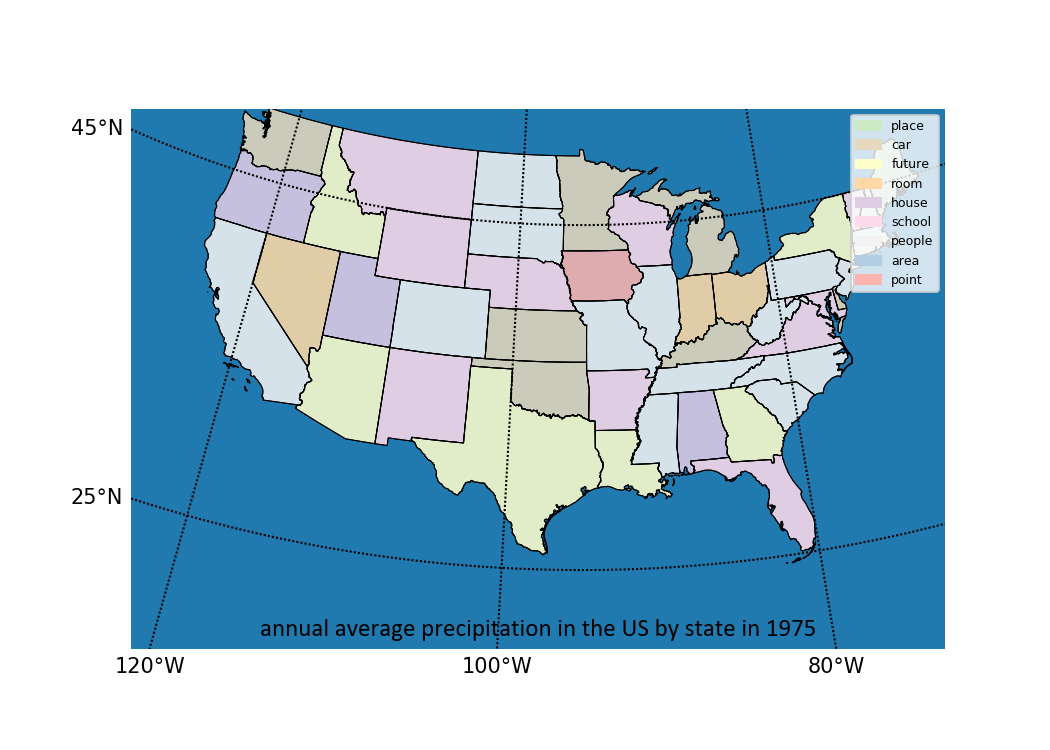 45°N
25°N
120°W
100°W
80°W
place
car
future
room
house
school
people
area
point
annual average precipitation in the US by state in 1975